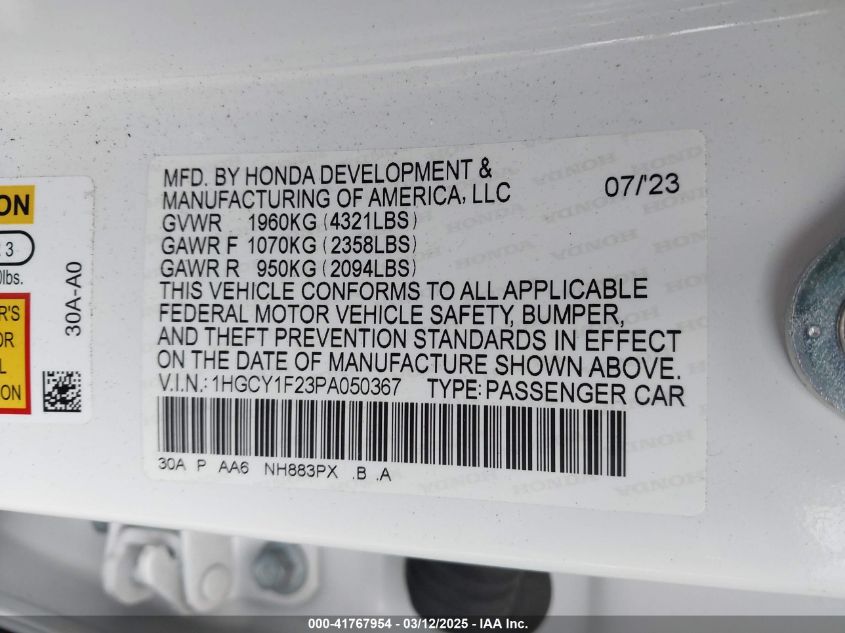 MFD. BY HONDA DEVELOPMENT &
MANUFACTURING OF AMERICA, LLC 07/'23
GVWR 1960KG (4321LBS)
GAWR F 1070KG (2358LBS)
GAWR R 950KG (2094LBS)
THIS VEHICLE CONFORMS TO ALL APPLICABLE
FEDERAL MOTOR VEHICLE SAFETY, BUMPER,
AND THEFT PREVENTION STANDARDS IN EFFECT
ON THE DATE OF MANUFACTURE SHOWN ABOVE.
V.I.N.: 1HGCY1F23PA050367 TYPE: PASSENGER CAR
30A P AA6 NH883PX .B .A
ON
3
lbs.
R'S
OR
L
30A-A0
HONDA
000-41767954 - 03/12/2025 - IAA Inc.